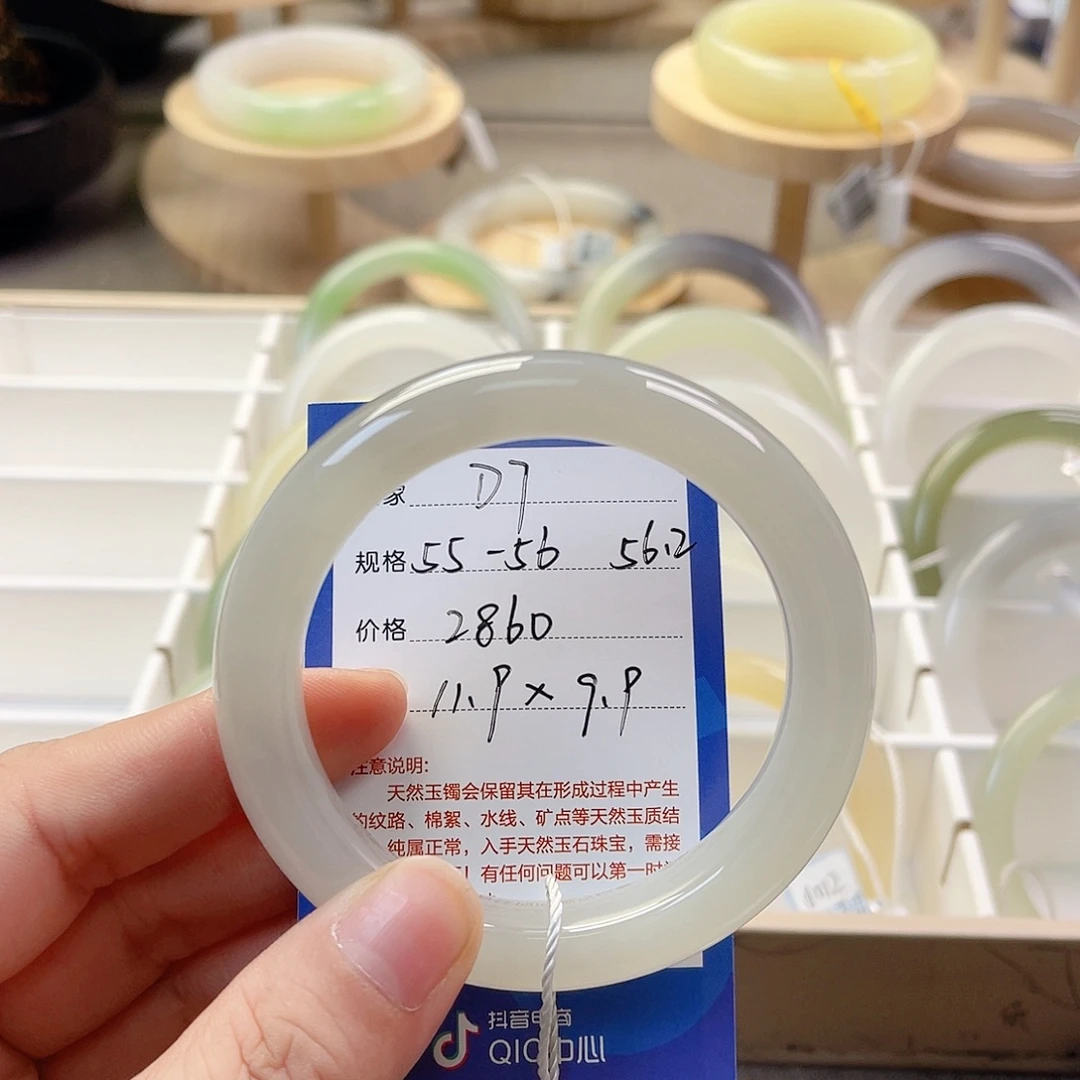 家 D7
规格 55-56 56.2
价格 2860
11.9×9.9
注意说明:
天然玉镯会保留其在形成过程中产生
的纹路、棉絮、水线、矿点等天然玉质结
纯属正常，入手天然玉石珠宝，需接
！有任何问题可以第一时
抖音电商
QIC中心